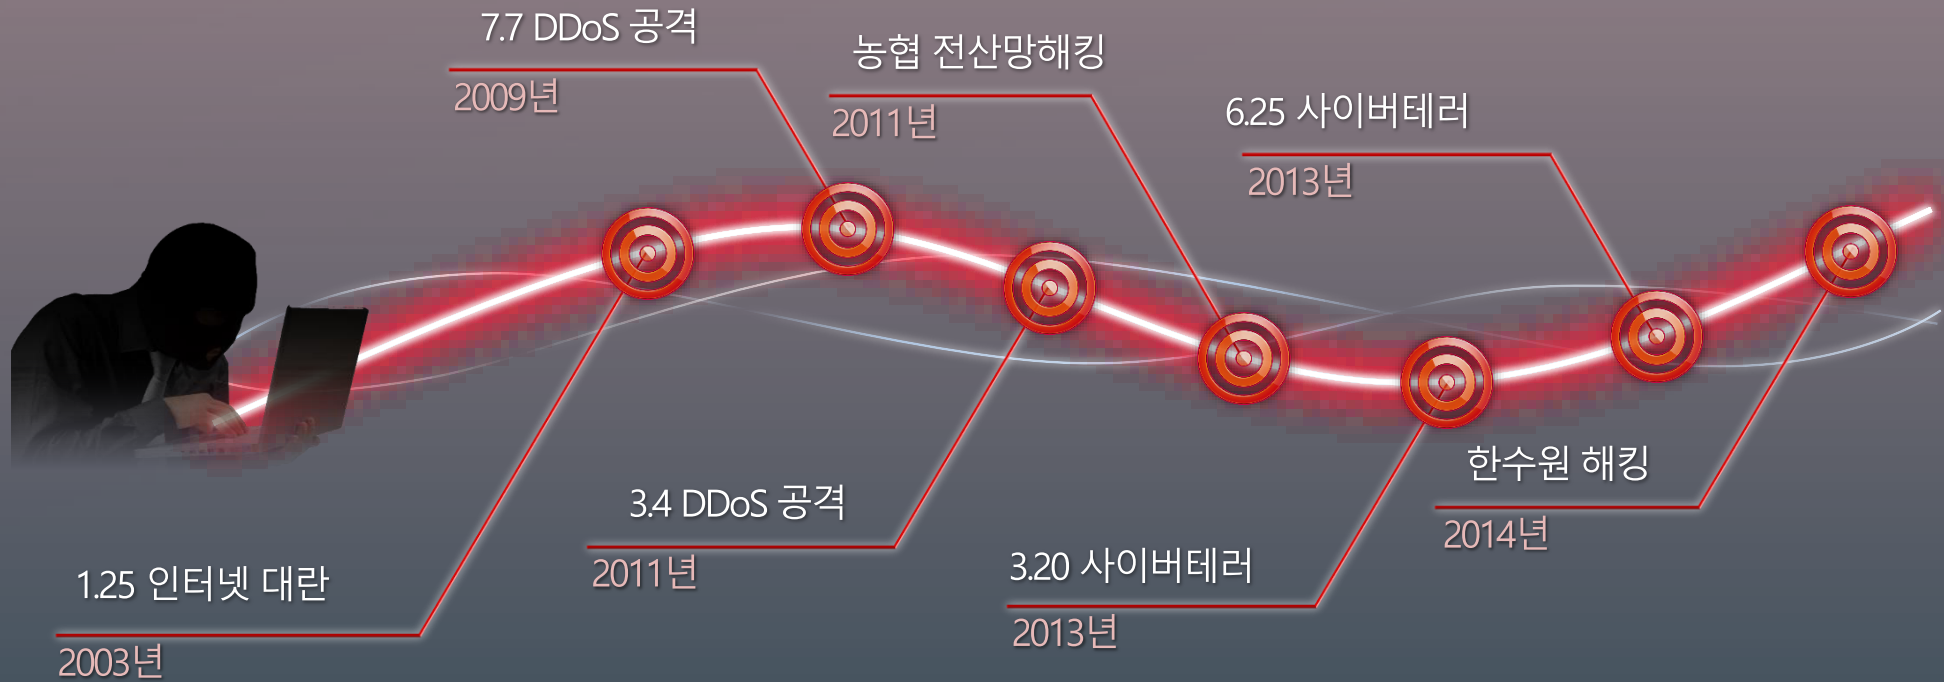 7.7 DDoS 공격
2009년
농협 전산망해킹
2011년
6.25 사이버테러
2013년
한수원 해킹
2014년
3.4 DDoS 공격
2011년
3.20 사이버테러
2013년
1.25 인터넷 대란
2003년